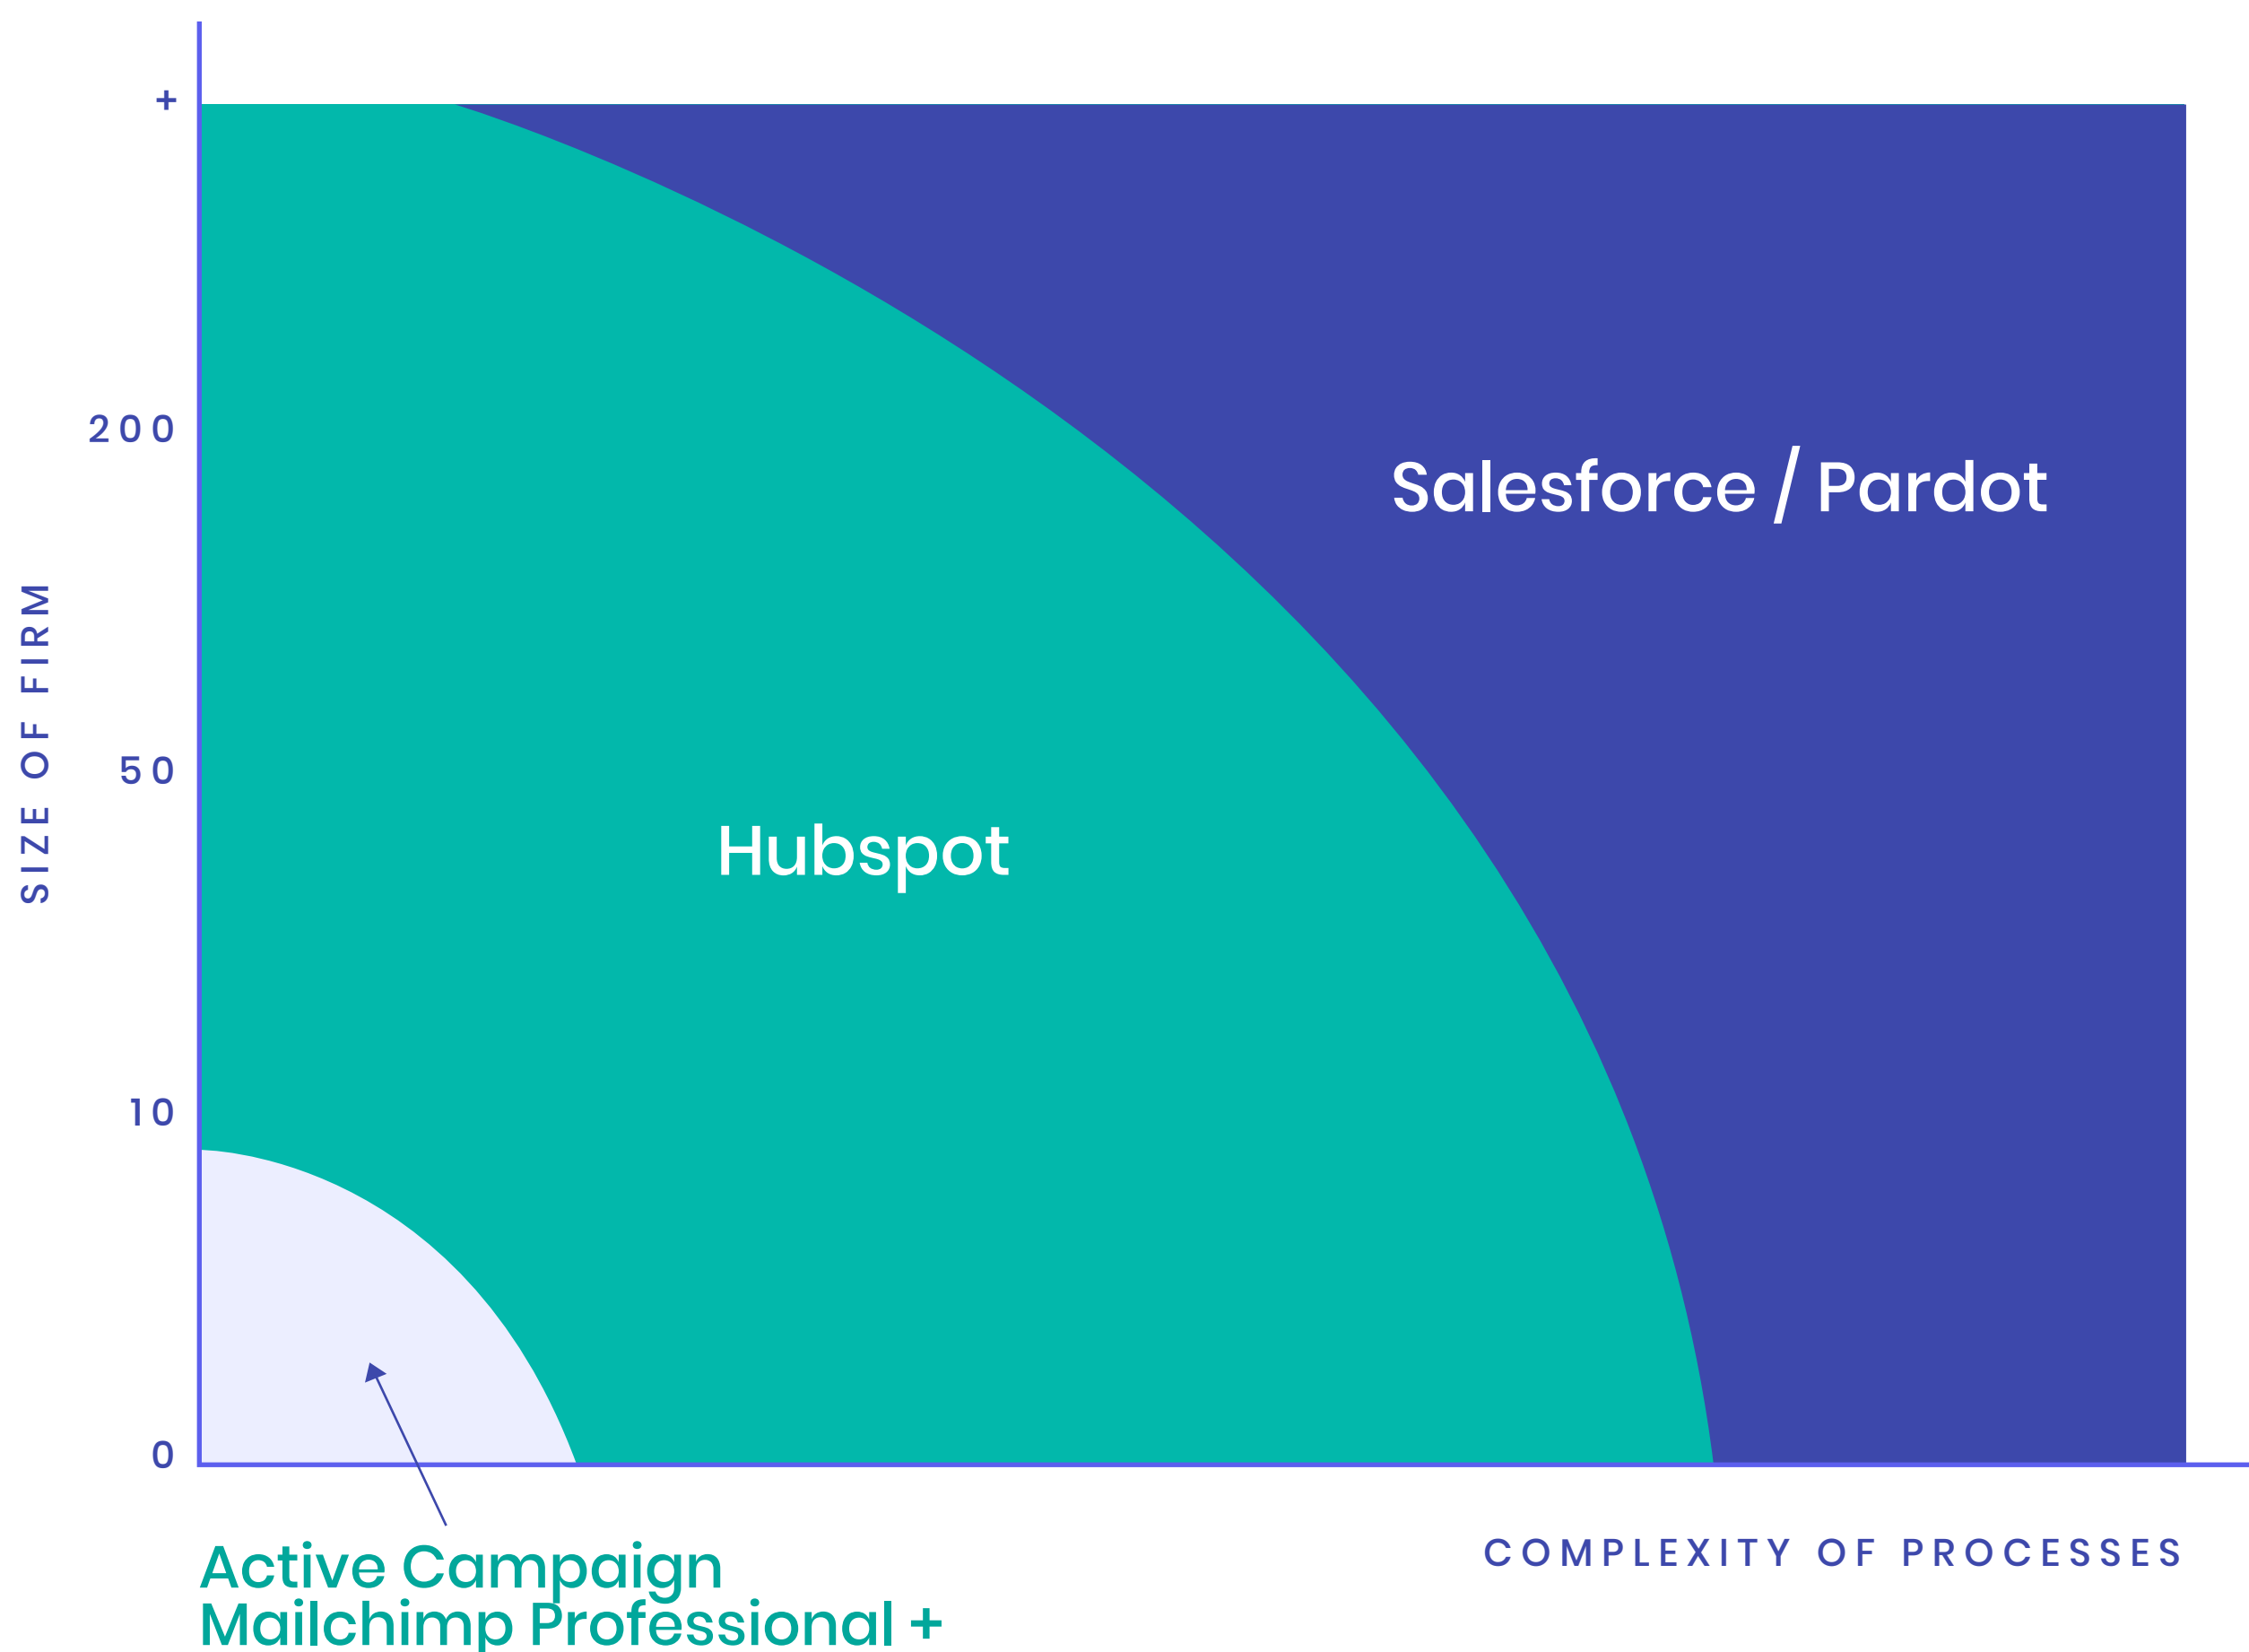 +
200
50
10
0
SIZE OF FIRM
Salesforce / Pardot
Hubspot
COMPLEXITY OF PROCESSES
Active Campaign
Mailchimp Professional +